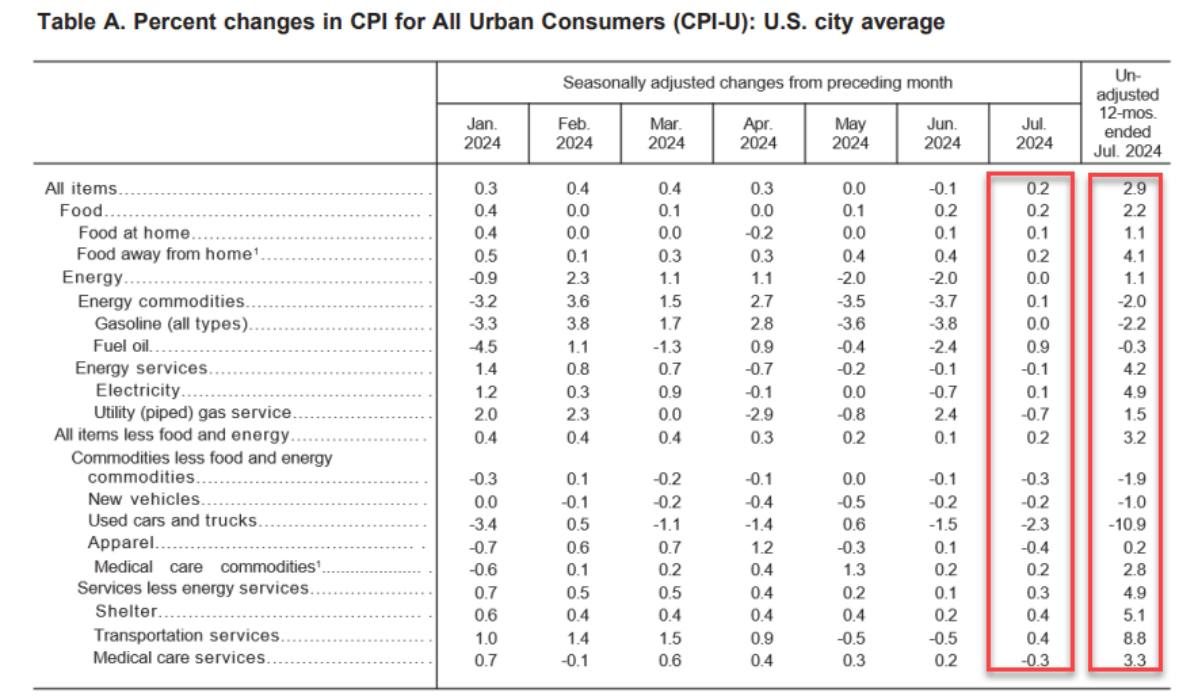 Table A. Percent changes in CPI for All Urban Consumers (CPI-U): U.S. city average
Seasonally adjusted changes from preceding month
Un-
adjusted
12-mos.
ended
Jul. 2024
Jan. 2024 Feb. 2024 Mar. 2024 Apr. 2024 May 2024 Jun. 2024 Jul. 2024
All items 0.3 0.4 0.4 0.3 0.0 -0.1 0.2 2.9
Food 0.4 0.0 0.1 0.0 0.1 0.2 0.2 2.2
Food at home 0.4 0.0 0.0 -0.2 0.0 0.1 0.1 1.1
Food away from home¹ 0.5 0.1 0.3 0.3 0.4 0.4 0.2 4.1
Energy -0.9 2.3 1.1 1.1 -2.0 -2.0 0.0 1.1
Energy commodities -3.2 3.6 1.5 2.7 -3.5 -3.7 0.1 -2.0
Gasoline (all types) -3.3 3.8 1.7 2.8 -3.6 -3.8 0.0 -2.2
Fuel oil -4.5 1.1 -1.3 0.9 -0.4 -2.4 0.9 -0.3
Energy services 1.4 0.8 0.7 -0.7 -0.2 -0.1 -0.1 4.2
Electricity 1.2 0.3 0.9 -0.1 0.0 -0.7 0.1 4.9
Utility (piped) gas service 2.0 2.3 0.0 -2.9 -0.8 2.4 -0.7 1.5
All items less food and energy 0.4 0.4 0.4 0.3 0.2 0.1 0.2 3.2
Commodities less food and energy
commodities -0.3 0.1 -0.2 -0.1 0.0 -0.1 -0.3 -1.9
New vehicles 0.0 -0.1 -0.2 -0.4 -0.5 -0.2 -0.2 -1.0
Used cars and trucks -3.4 0.5 -1.1 -1.4 0.6 -1.5 -2.3 -10.9
Apparel -0.7 0.6 0.7 1.2 -0.3 0.1 -0.4 0.2
Medical care commodities¹ -0.6 0.1 0.2 0.4 1.3 0.2 0.2 2.8
Services less energy services 0.7 0.5 0.5 0.4 0.2 0.1 0.3 4.9
Shelter 0.6 0.4 0.4 0.4 0.4 0.2 0.4 5.1
Transportation services 1.0 1.4 1.5 0.9 -0.5 -0.5 0.4 8.8
Medical care services 0.7 -0.1 0.6 0.4 0.3 0.2 -0.3 3.3